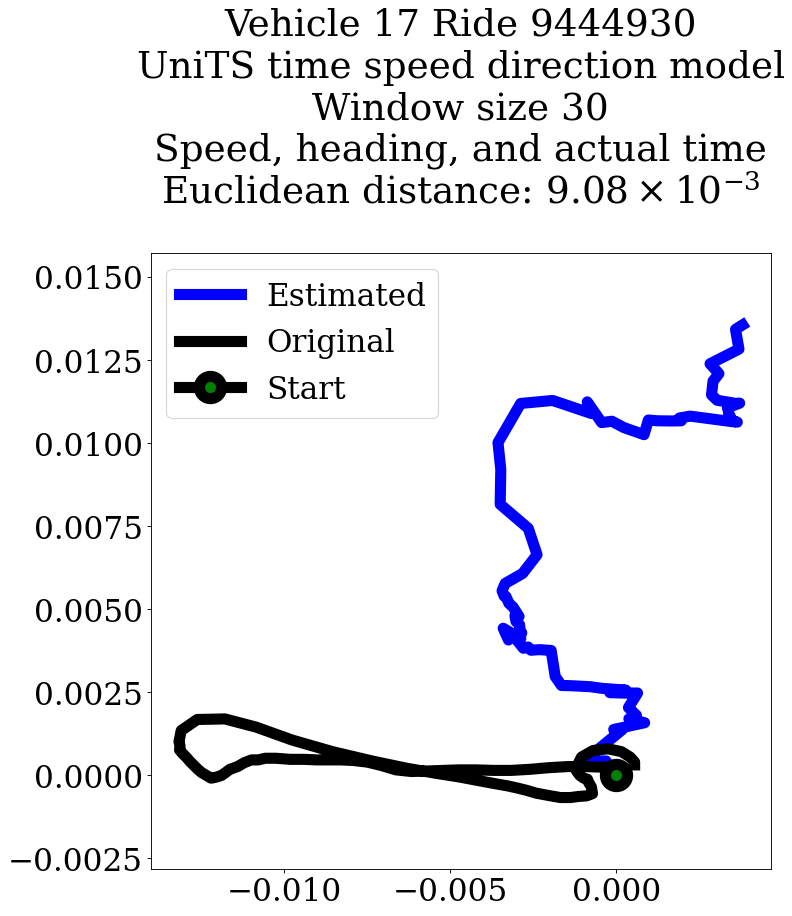 Vehicle 17 Ride 9444930
UniTS time speed direction model
Window size 30
Speed, heading, and actual time
Euclidean distance: 9.08 × 10⁻³
Estimated
Original
Start
0.0150
0.0125
0.0100
0.0075
0.0050
0.0025
0.0000
−0.0025
−0.010 −0.005 0.000